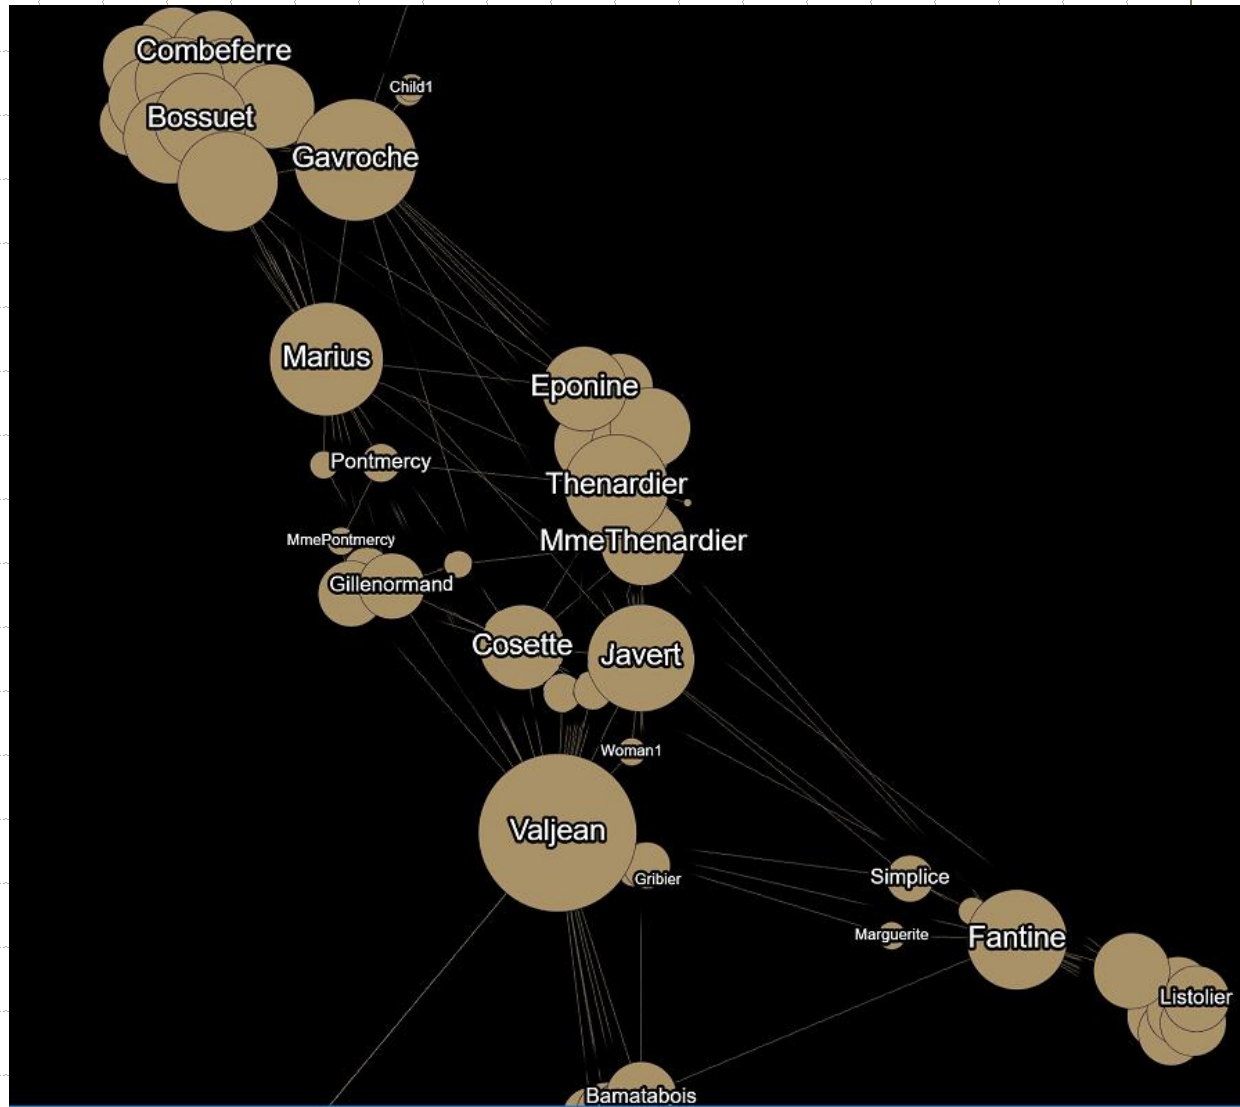 Combeferre
Child1
Bossuet
Gavroche
Marius
Eponine
Pontmercy
Thenardier
MmePontmercy
MmeThenardier
Gillenormand
Cosette
Javert
Woman1
Valjean
Gribier
Simplice
Marguerite
Fantine
Listolier
Bamatabois